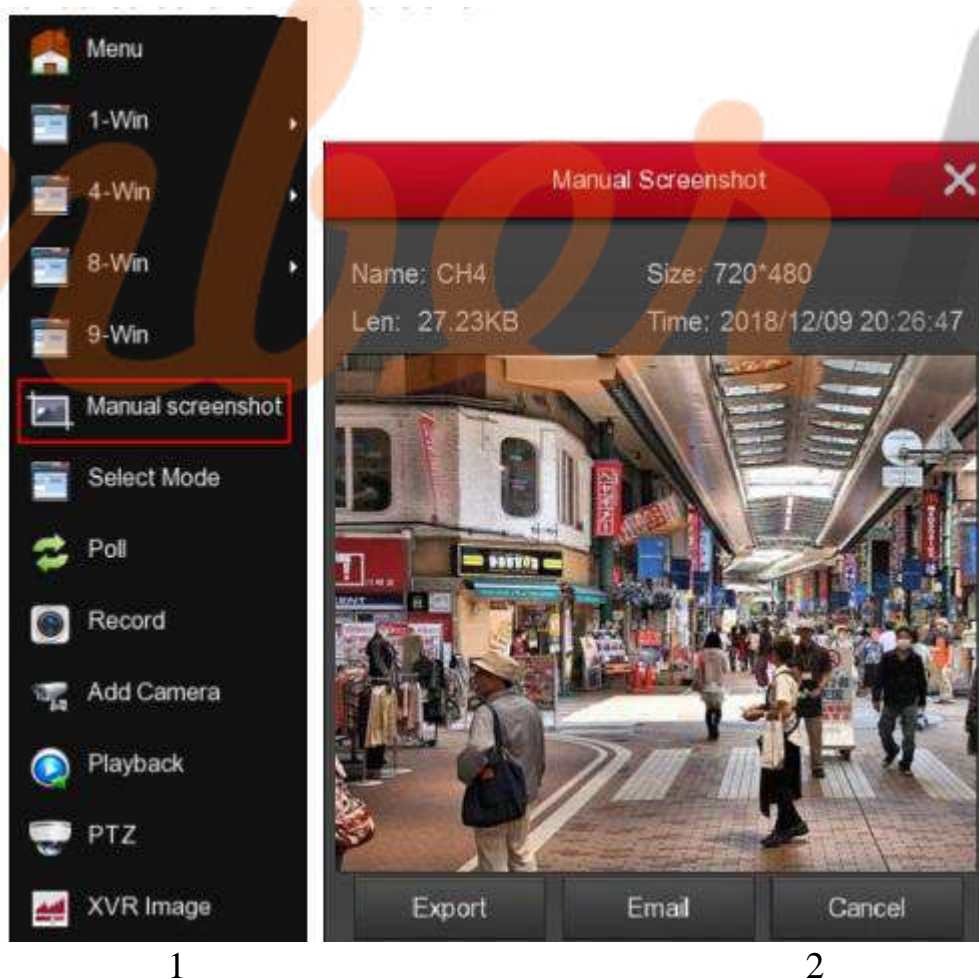 Menu
1-Win
4-Win
8-Win
9-Win
Manual screenshot
Select Mode
Poll
Record
Add Camera
Playback
PTZ
XVR Image
1
Manual Screenshot
Name: CH4 Size: 720*480
Len: 27.23KB Time: 2018/12/09 20:26:47
Export Email Cancel
2